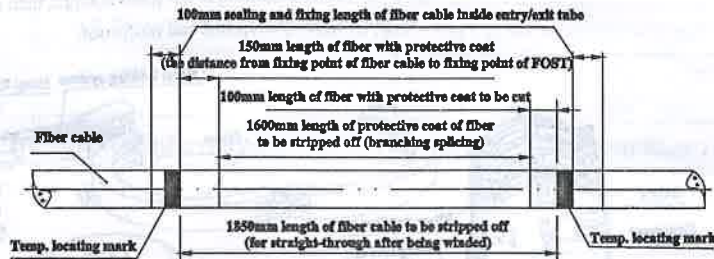 100mm sealing and fixing length of fiber cable inside entry/exit tube
150mm length of fiber with protective coat
(the distance from fixing point of fiber cable to fixing point of FOST)
100mm length of fiber with protective coat to be cut
1600mm length of protective coat of fiber
to be stripped off (branching splicing)
Fiber cable
1850mm length of fiber cable to be stripped off
(for straight-through after being winded)
Temp. locating mark
Temp. locating mark